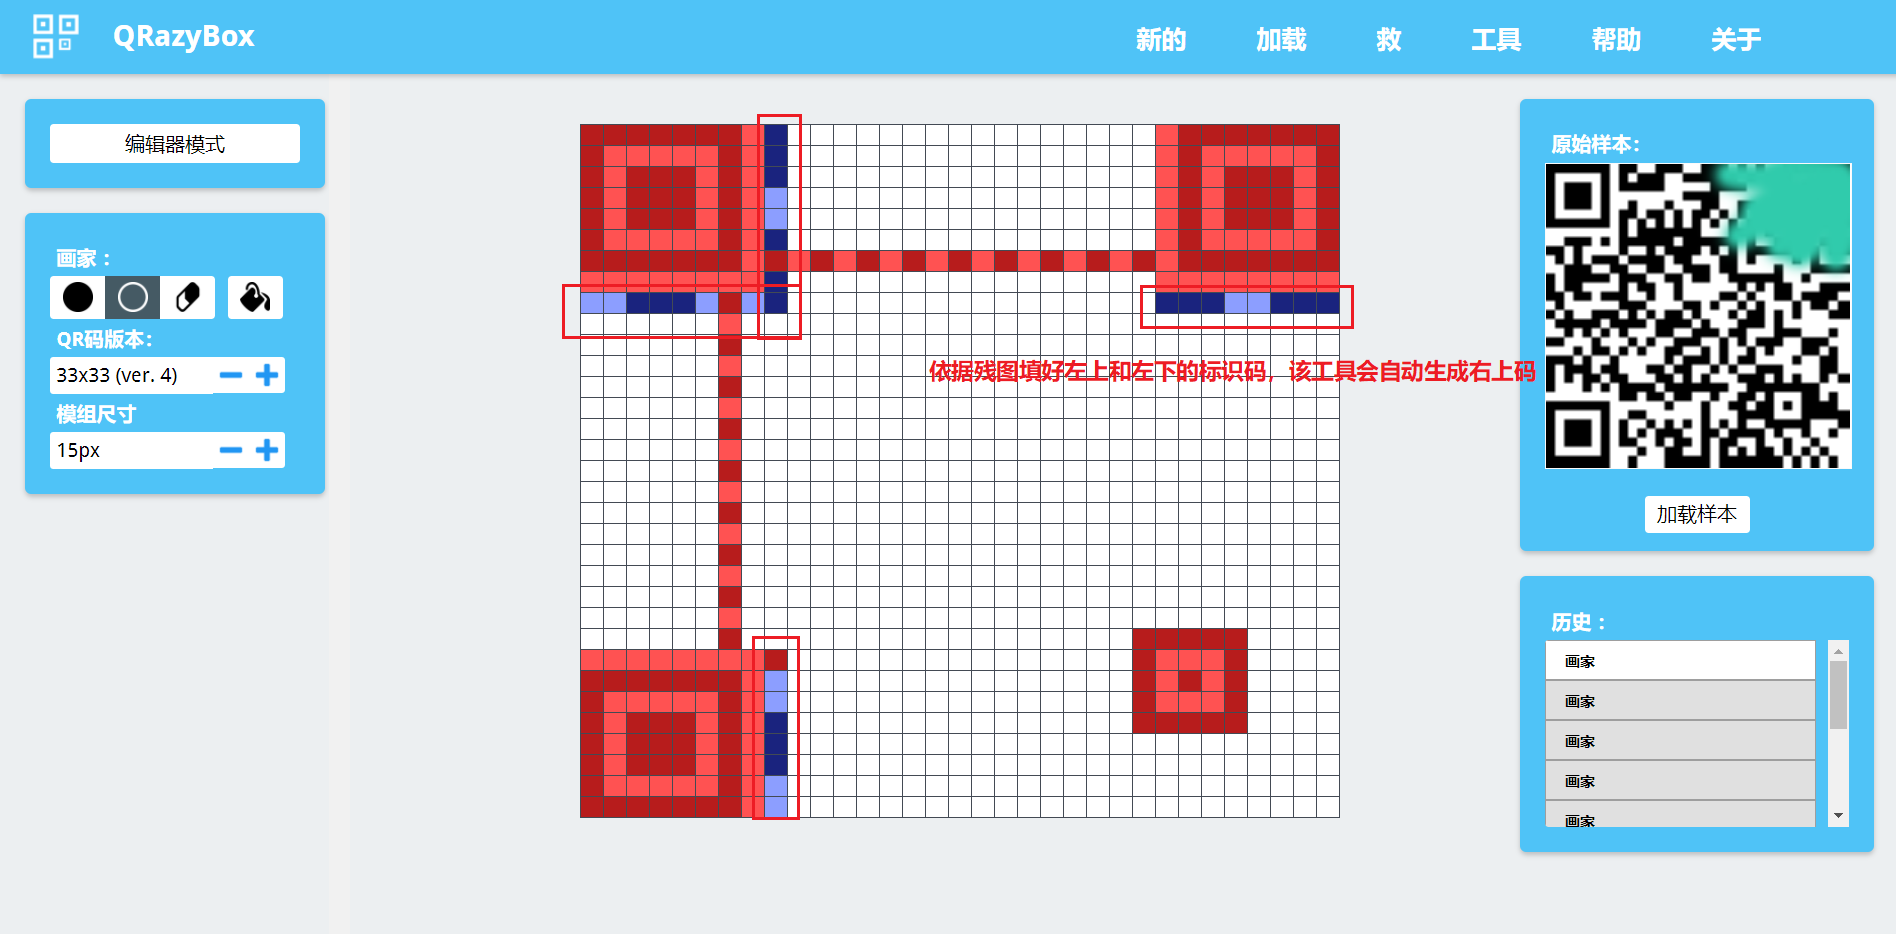 QRazyBox
新的 加载 救 工具 帮助 关于
编辑器模式
画家：
QR码版本：
33x33 (ver. 4)
模组尺寸
15px
依据残图填好左上和左下的标识码，该工具会自动生成右上码
原始样本：
加载样本
历史：
画家
画家
画家
画家
画家